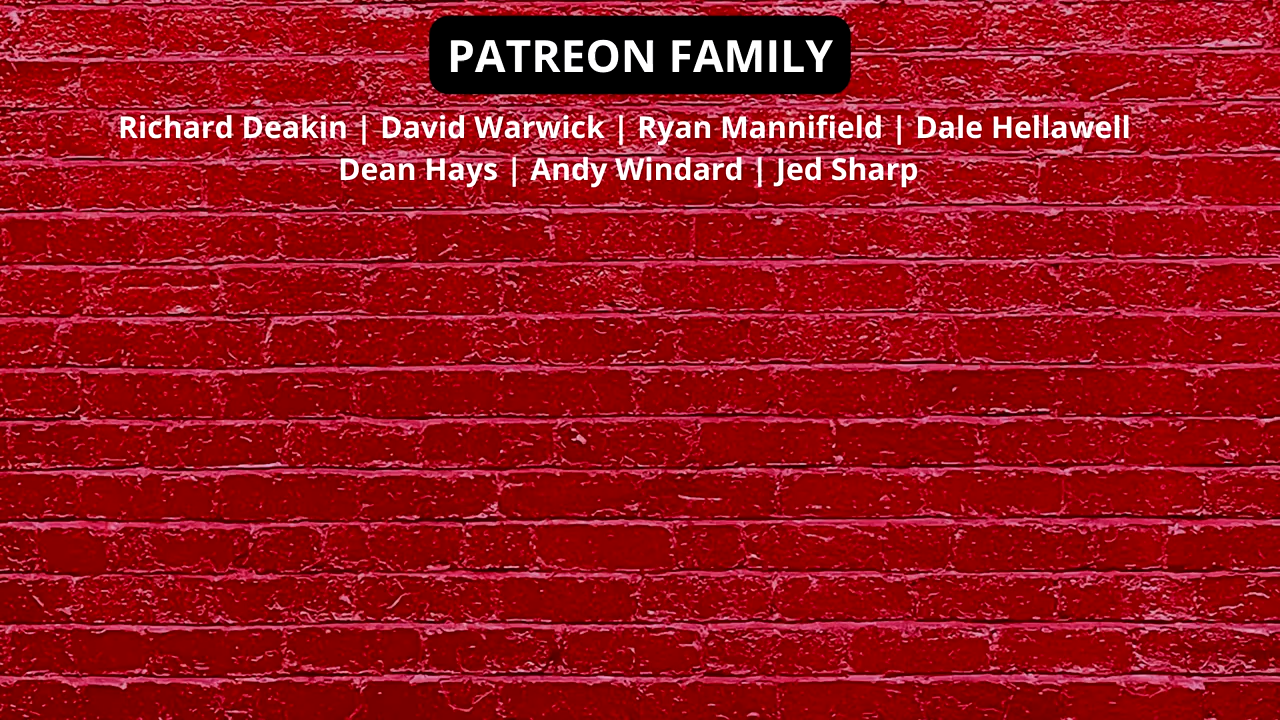 PATREON FAMILY
Richard Deakin | David Warwick | Ryan Mannifield | Dale Hellawell
Dean Hays | Andy Windard | Jed Sharp